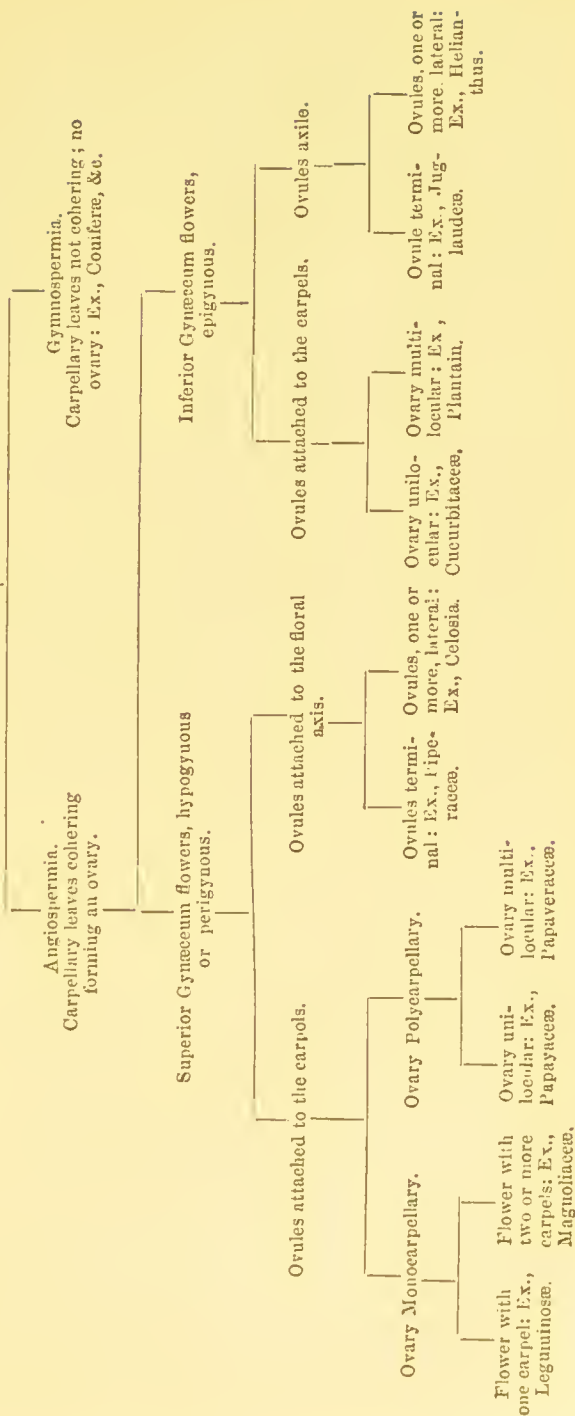 Angiospermia.
Carpellary leaves cohering
forming an ovary.
Gymnospermia.
Carpellary leaves not cohering; no
ovary: Ex., Coniferæ, &c.
Superior Gynæceum flowers, hypogynous
or perigynous.
Inferior Gynæceum flowers,
epigynous.
Ovules attached to the carpels.
Ovules attached to the floral
axis.
Ovules attached to the carpels.
Ovules axile.
Ovary Monocarpellary.
Ovary Polycarpellary.
Ovules termi-
nal: Ex., Pipe-
raceæ.
Ovules, one or
more, lateral:
Ex., Celosia.
Ovary unilo-
cular: Ex.,
Cucurbitaceæ.
Ovary multi-
locular: Ex,
Plantain.
Ovule termi-
nal: Ex., Jug-
laudeæ.
Ovules, one or
more, lateral:
Ex., Helian-
thus.
Flower with
one carpel: Ex.,
Leguminosæ.
Flower with
two or more
carpels: Ex.,
Magnoliaceæ.
Ovary uni-
locular: Ex.,
Papayaceæ.
Ovary multi-
locular: Ex.,
Papaveraceæ.